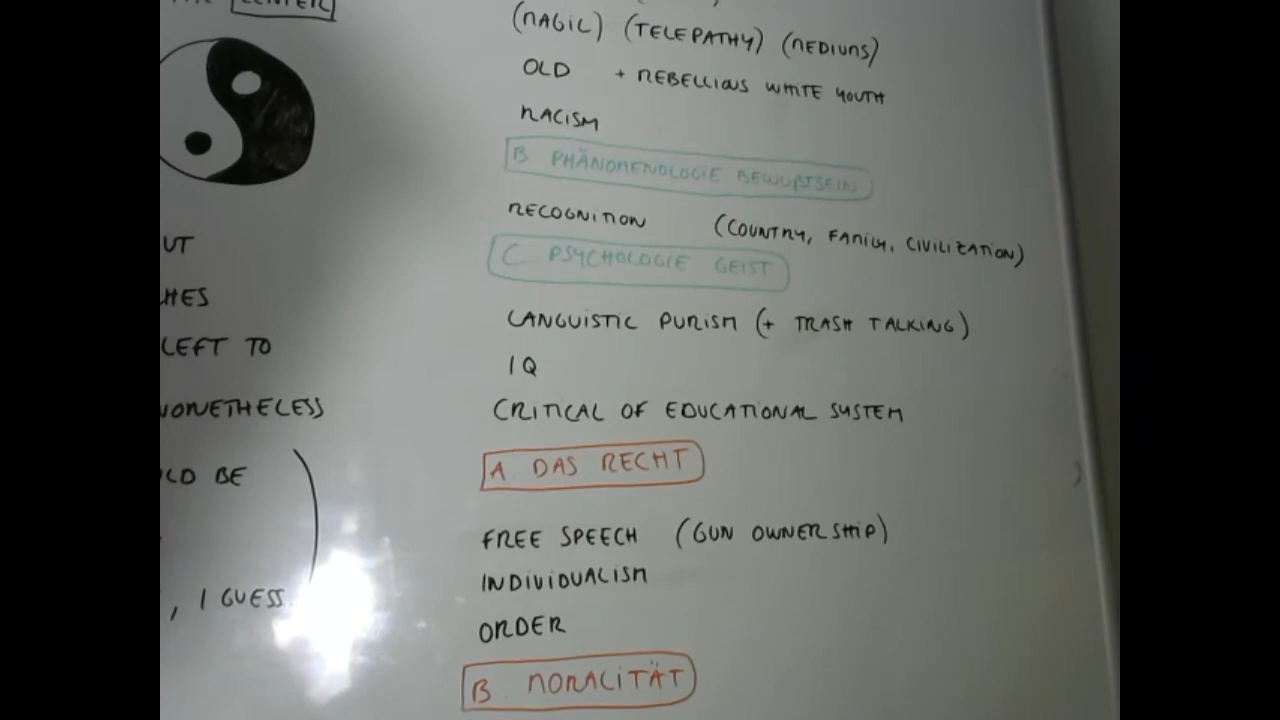 CENTER
(MAGIC) (TELEPATHY) (MEDIUMS)
OLD + REBELLIOUS WHITE YOUTH
RACISM
B PHÄNOMENOLOGIE BEWUßTSEIN
RECOGNITION (COUNTRY, FAMILY, CIVILIZATION)
C PSYCHOLOGIE GEIST
LINGUISTIC PURISM (+ TRASH TALKING)
IQ
CRITICAL OF EDUCATIONAL SYSTEM
A DAS RECHT
FREE SPEECH (GUN OWNERSHIP)
INDIVIDUALISM
ORDER
B MORALITÄT
UT
HES
LEFT TO
NONETHELESS
LD BE
, I GUESS